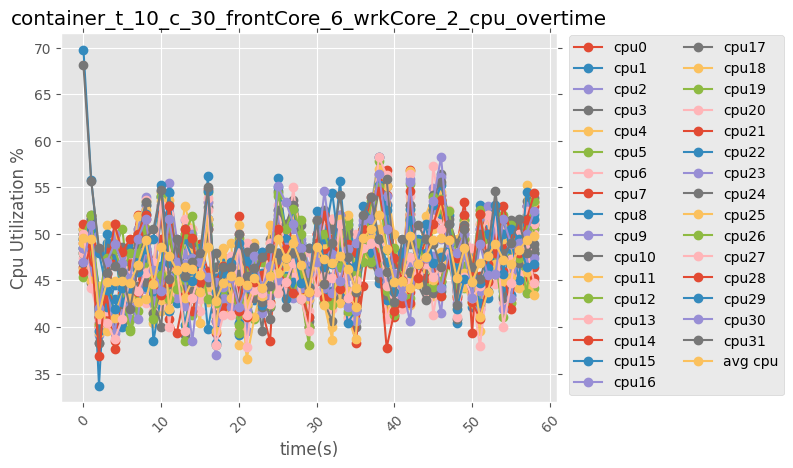 container_t_10_c_30_frontCore_6_wrkCore_2_cpu_overtime
Cpu Utilization %
70
65
60
55
50
45
40
35
0
10
20
30
40
50
60
time(s)
cpu0
cpu1
cpu2
cpu3
cpu4
cpu5
cpu6
cpu7
cpu8
cpu9
cpu10
cpu11
cpu12
cpu13
cpu14
cpu15
cpu16
cpu17
cpu18
cpu19
cpu20
cpu21
cpu22
cpu23
cpu24
cpu25
cpu26
cpu27
cpu28
cpu29
cpu30
cpu31
avg cpu